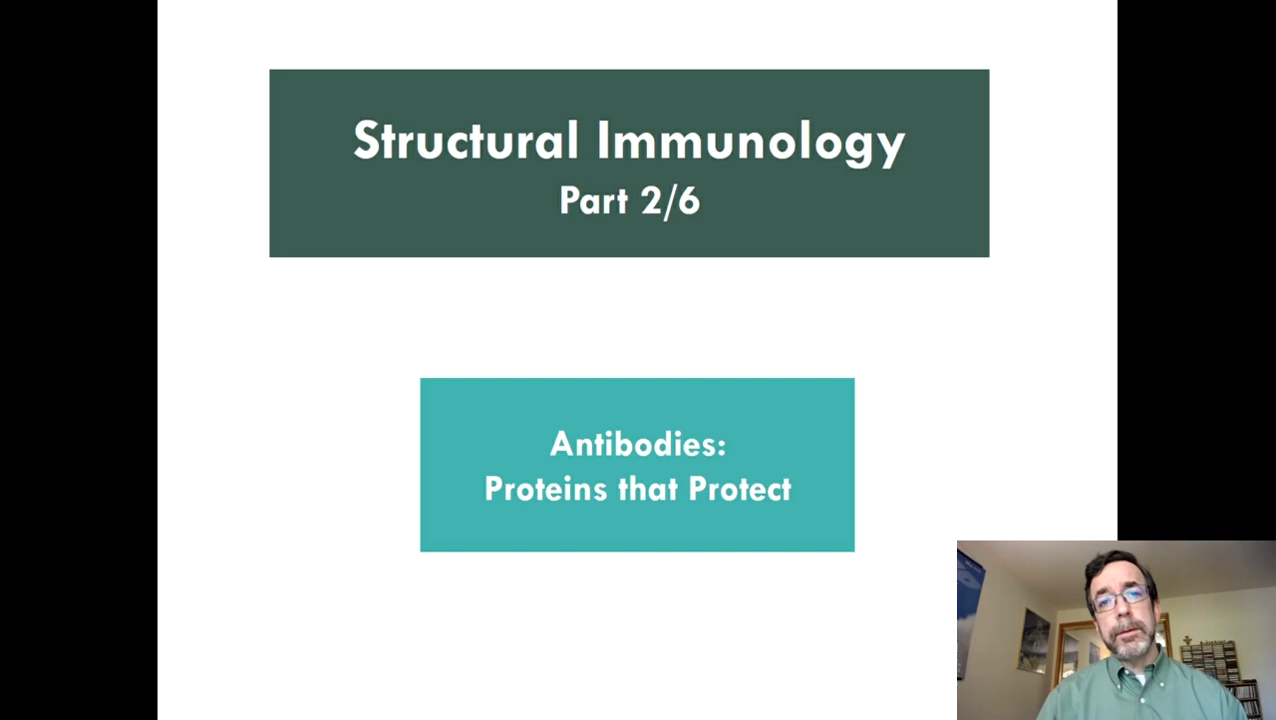 Structural Immunology
Part 2/6
Antibodies:
Proteins that Protect